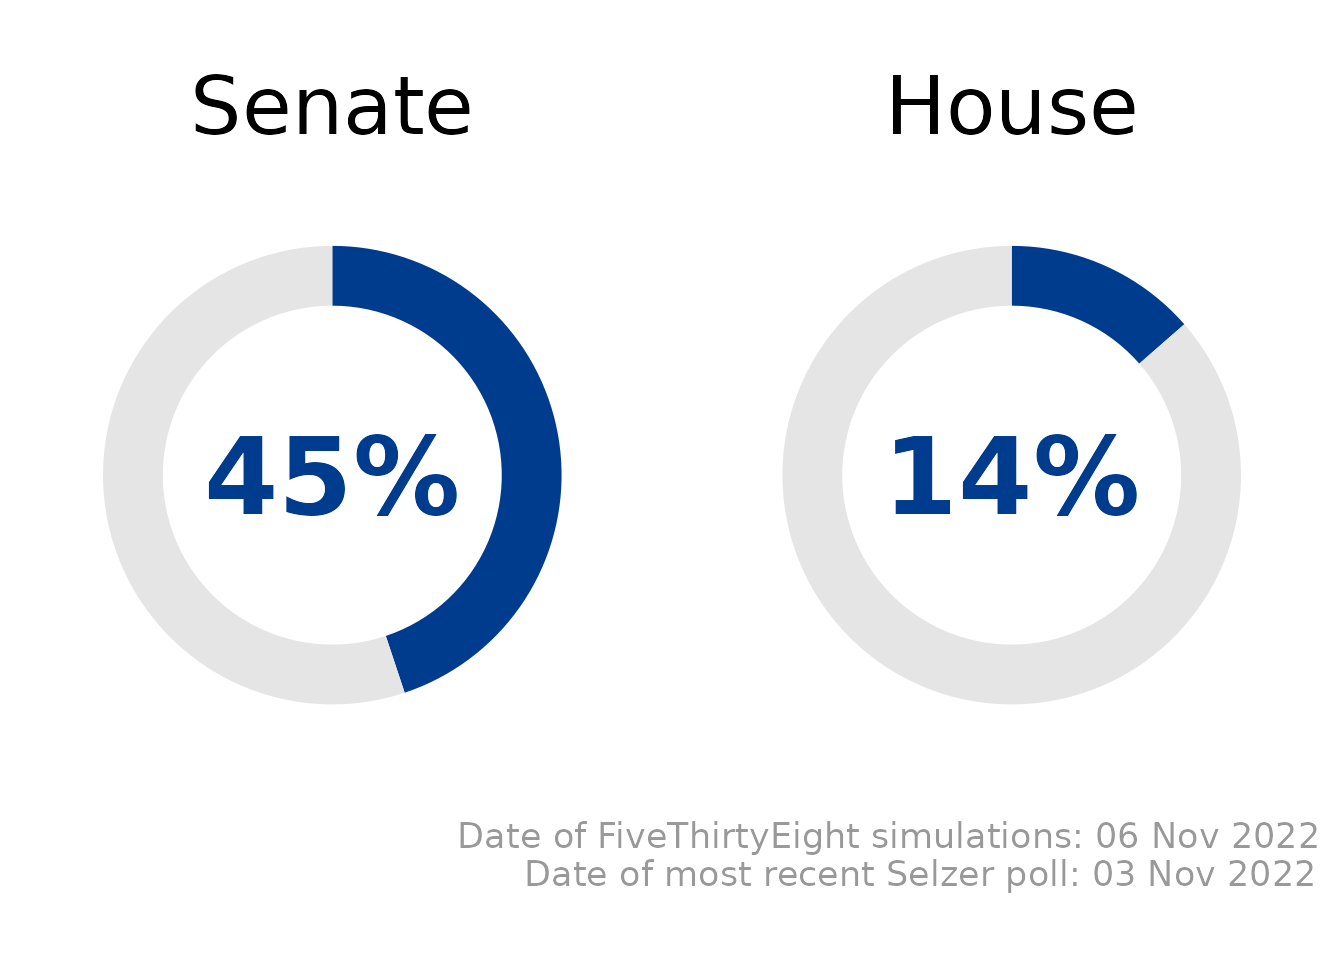 Senate
House
45%
14%
Date of FiveThirtyEight simulations: 06 Nov 2022
Date of most recent Selzer poll: 03 Nov 2022